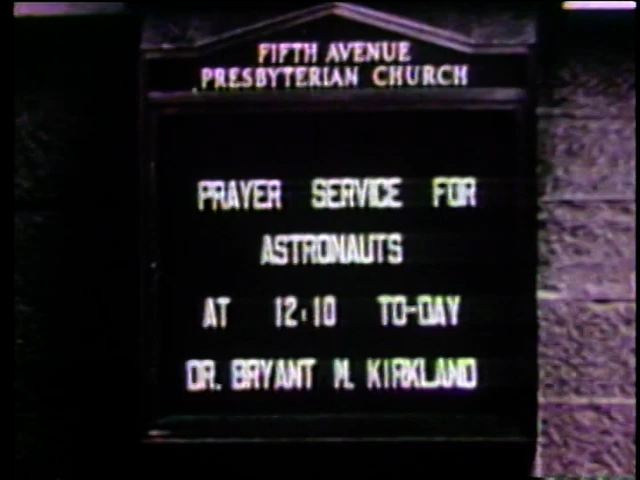 FIFTH AVENUE
PRESBYTERIAN CHURCH
PRAYER SERVICE FOR
ASTRONAUTS
AT 12:10 TO-DAY
DR. BRYANT M. KIRKLAND